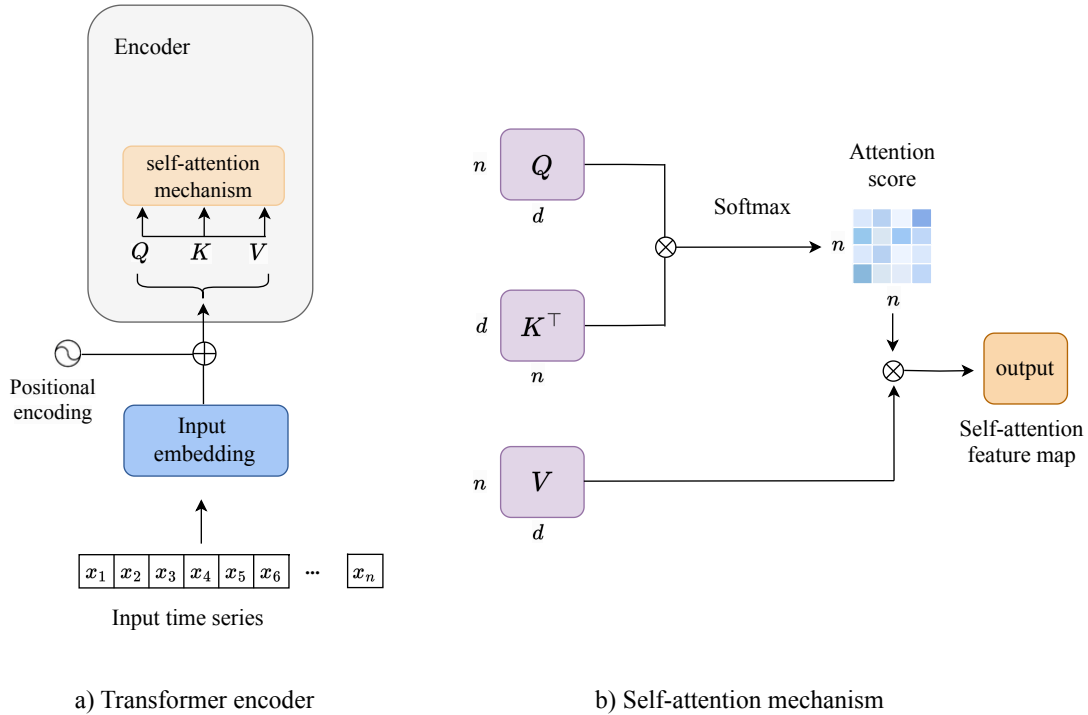 Encoder
self-attention
mechanism
Q K V
Positional
encoding
Input
embedding
x₁ x₂ x₃ x₄ x₅ x₆ ... xₙ
Input time series
a) Transformer encoder
n
Q
d
d
K⊤
n
n
V
d
Softmax
Attention
score
n
n
output
Self-attention
feature map
b) Self-attention mechanism